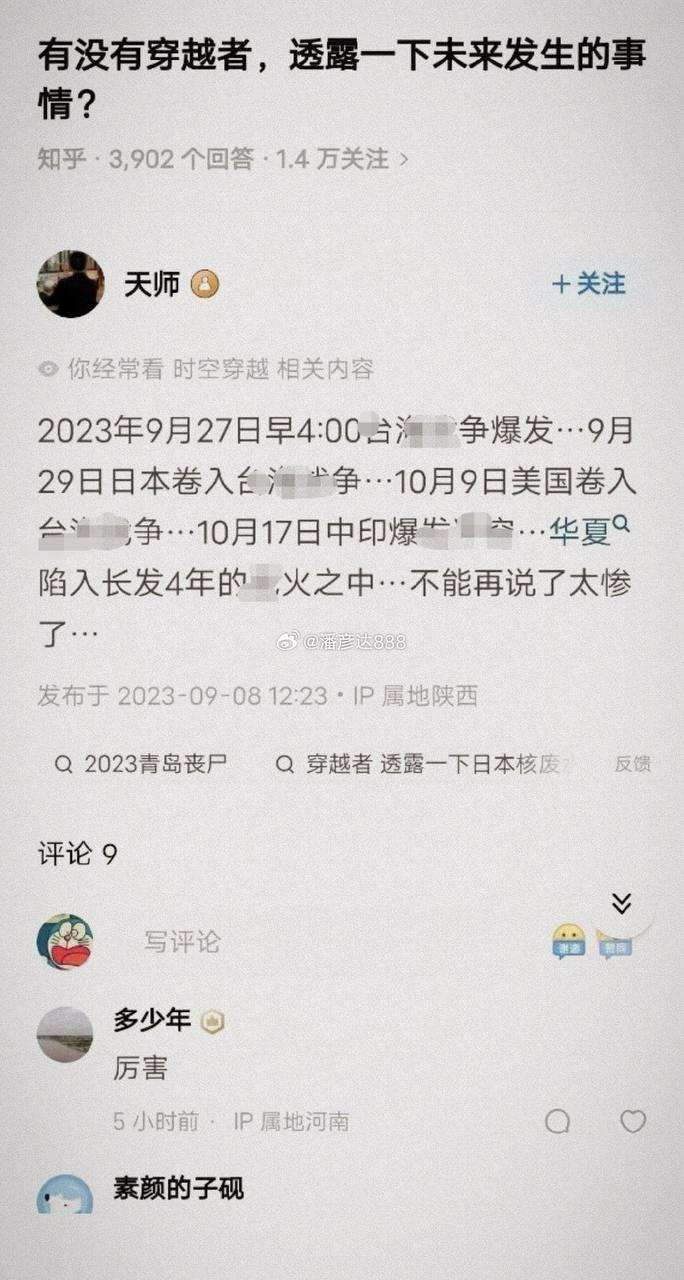 有没有穿越者，透露一下未来发生的事
情？
知乎 · 3,902 个回答 · 1.4 万关注 >
天师
+ 关注
你经常看 时空穿越 相关内容
2023年9月27日早4:00台海 争爆发…9月
29日日本卷入台海战争…10月9日美国卷入
台海 争…10月17日中印爆发 …华夏
陷入长发4年的 火之中…不能再说了太惨
了…
@潘彦达888
发布于 2023-09-08 12:23 · IP 属地陕西
2023青岛丧尸
穿越者 透露一下日本核废水
反馈
评论 9
写评论
谢邀
赞同
多少年
厉害
5 小时前 · IP 属地河南
素颜的子砚